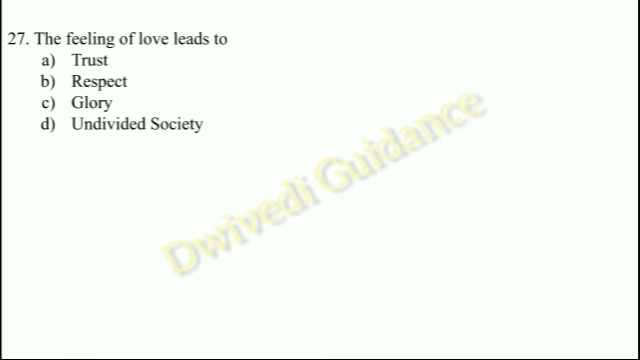 27. The feeling of love leads to
a) Trust
b) Respect
c) Glory
d) Undivided Society
Dwivedi Guidance